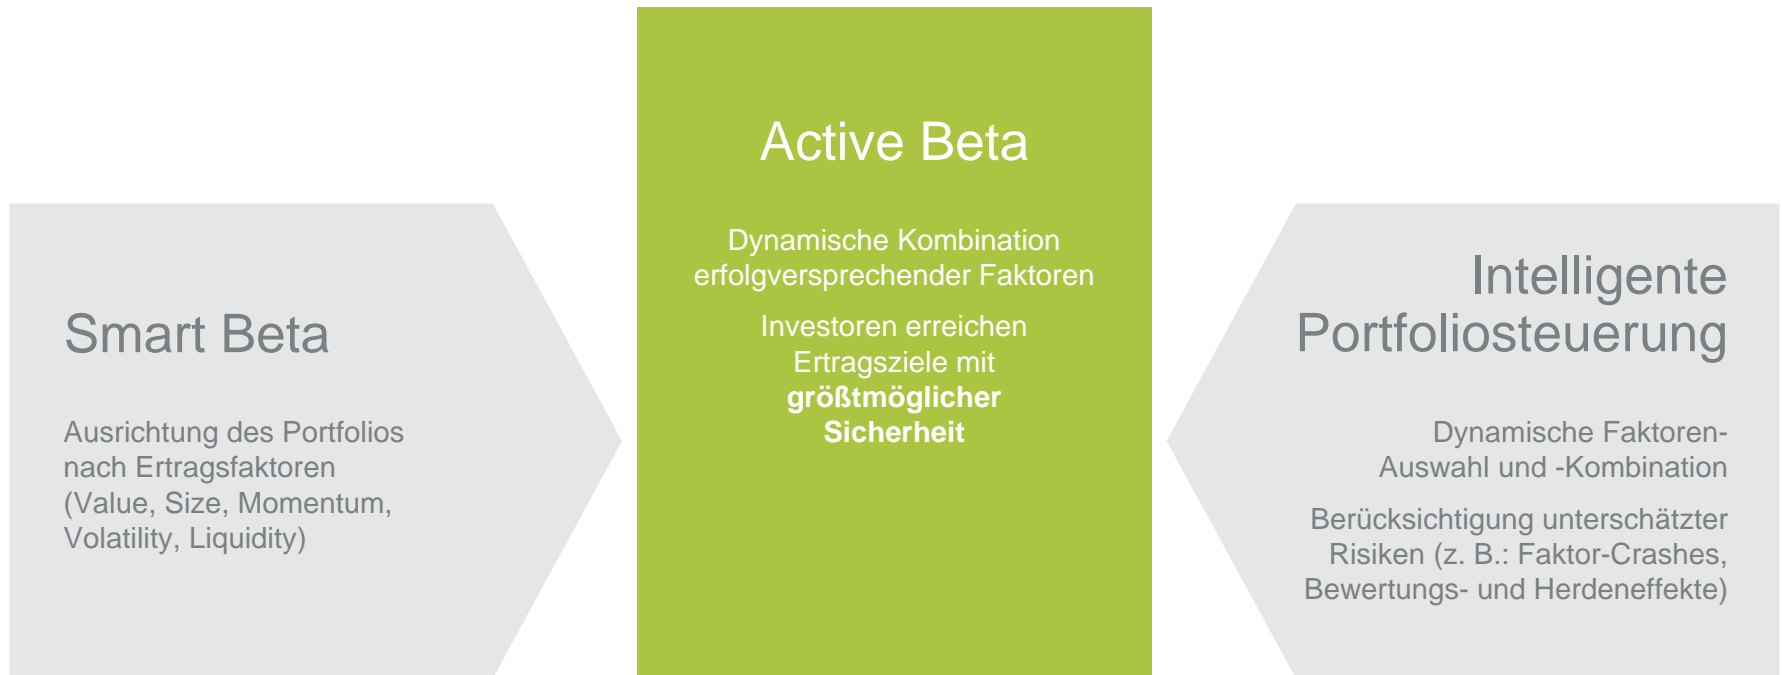 Smart Beta
Ausrichtung des Portfolios
nach Ertragsfaktoren
(Value, Size, Momentum,
Volatility, Liquidity)
Active Beta
Dynamische Kombination
erfolgversprechender Faktoren
Investoren erreichen
Ertragsziele mit
größtmöglicher
Sicherheit
Intelligente
Portfoliosteuerung
Dynamische Faktoren-
Auswahl und -Kombination
Berücksichtigung unterschätzter
Risiken (z. B.: Faktor-Crashes,
Bewertungs- und Herdeneffekte)